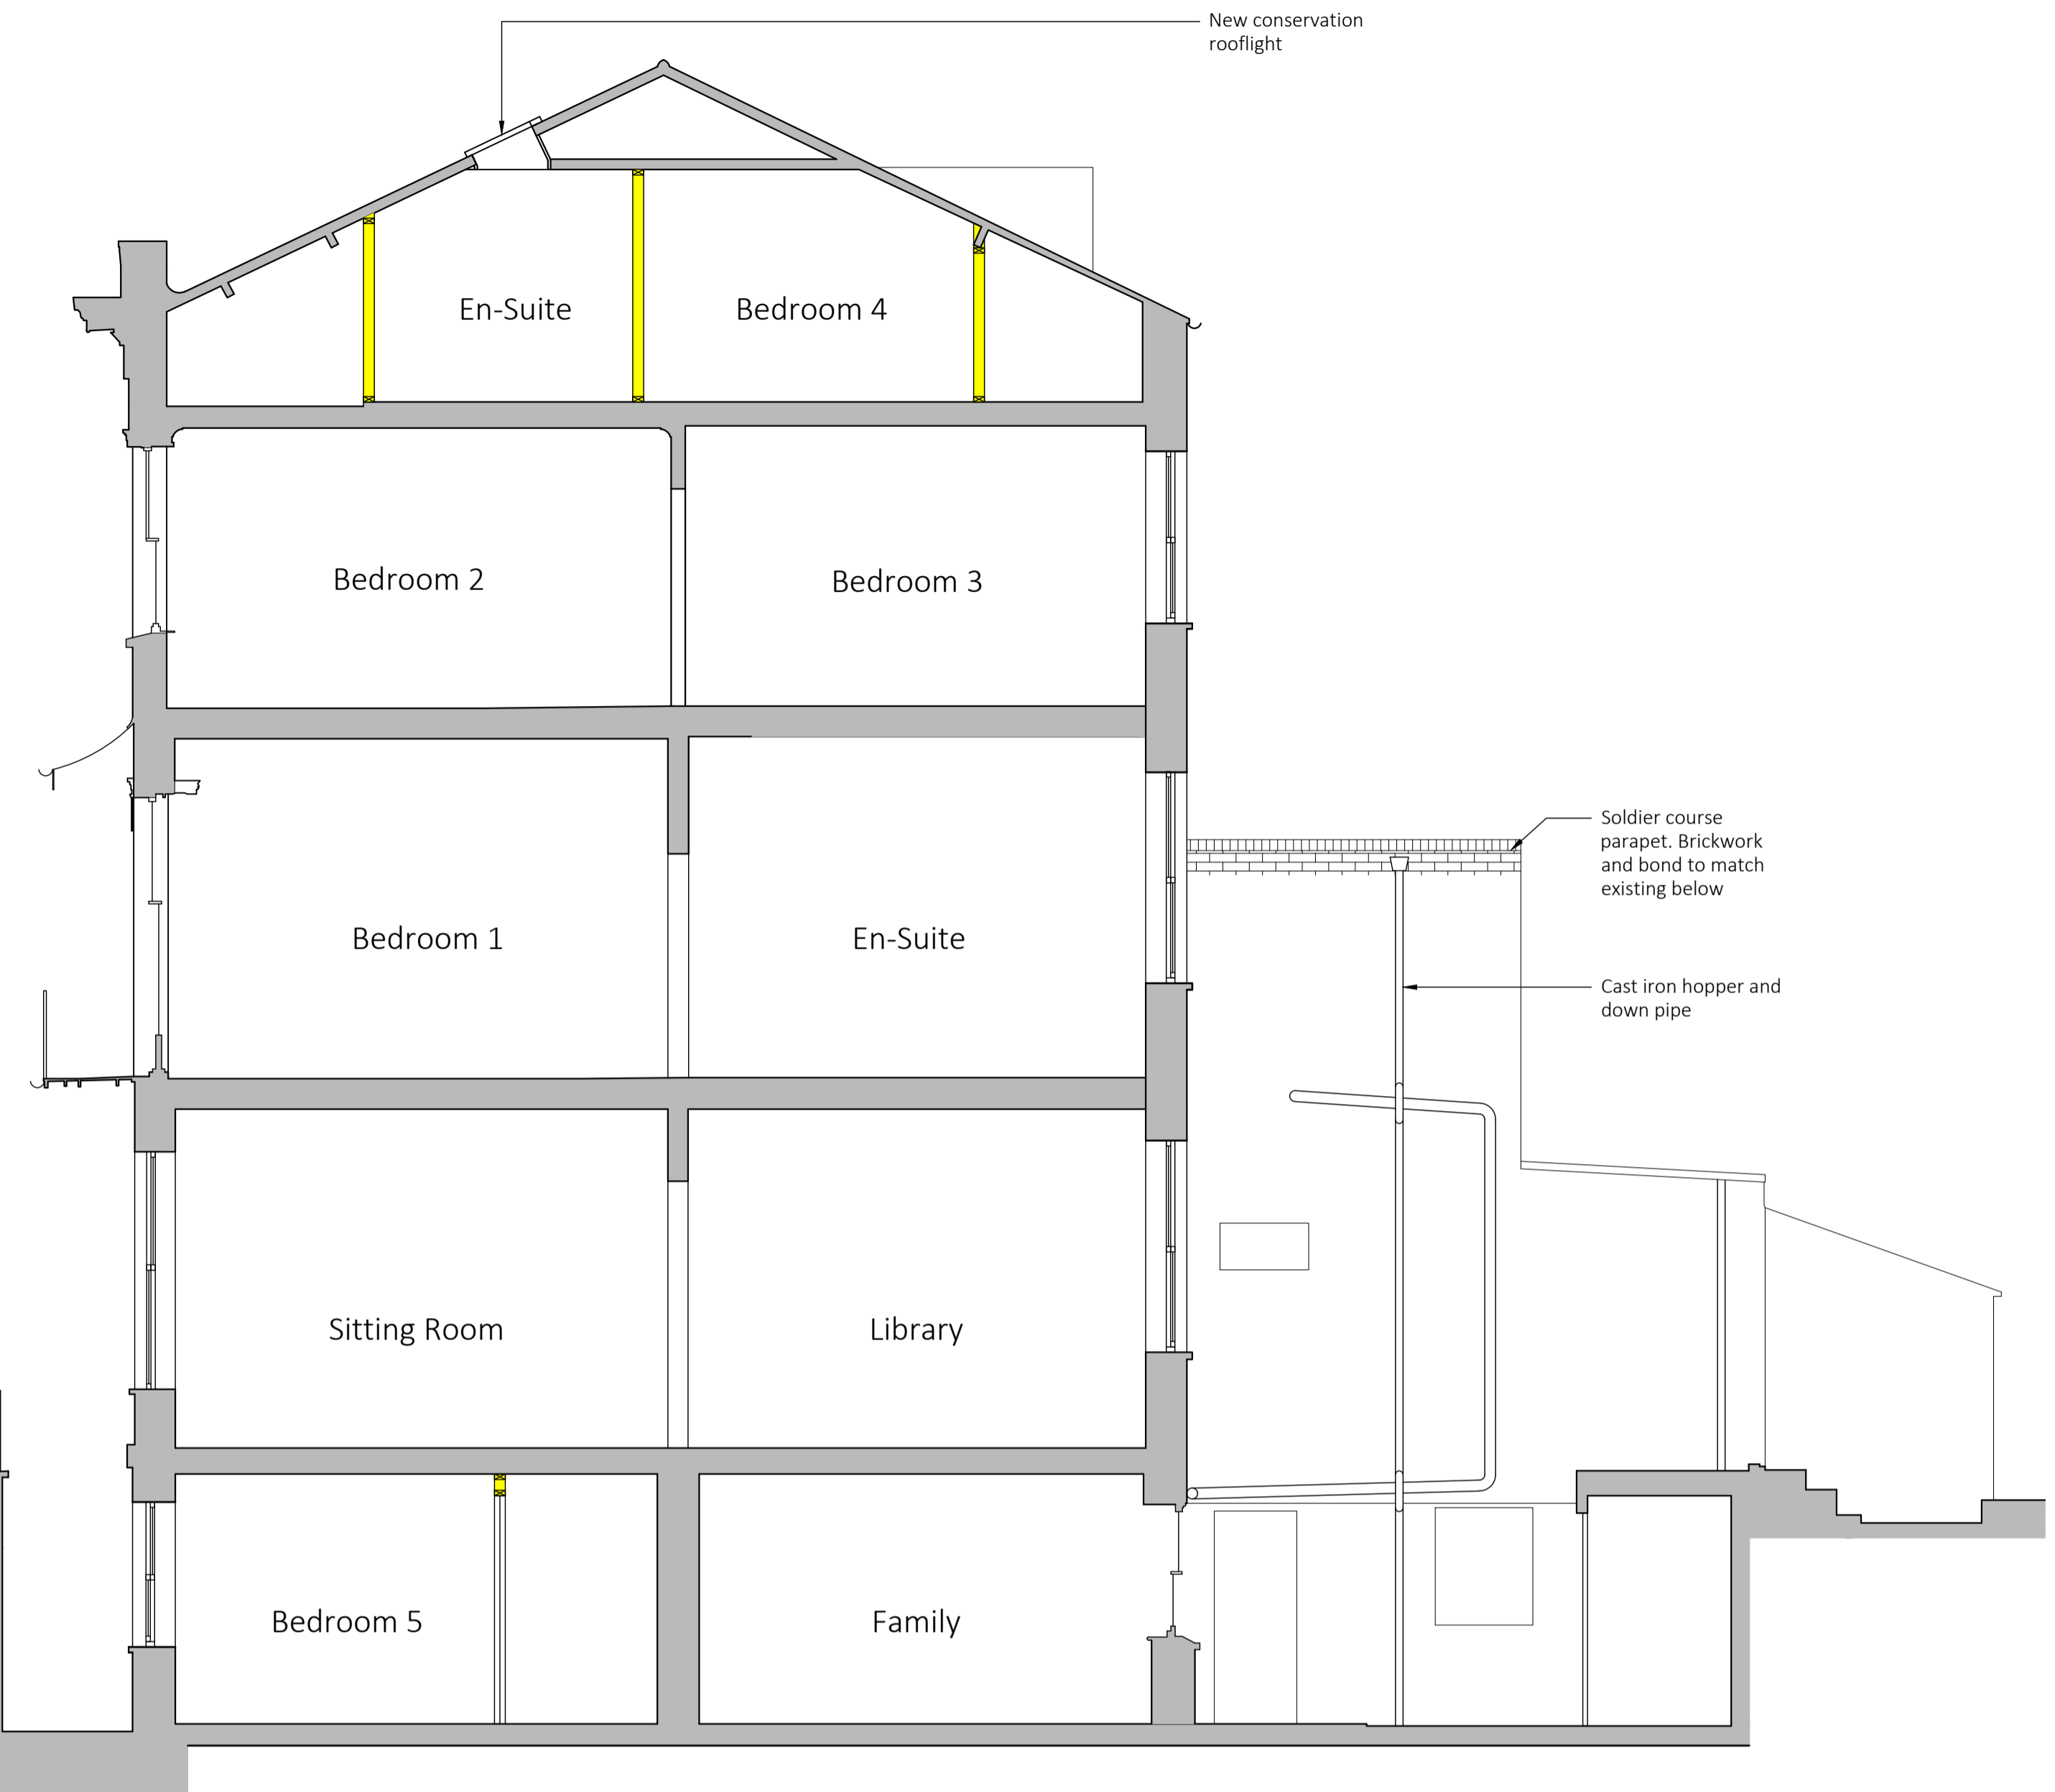 New conservation
rooflight
En-Suite
Bedroom 4
Bedroom 2
Bedroom 3
Soldier course
parapet. Brickwork
and bond to match
existing below
Bedroom 1
En-Suite
Cast iron hopper and
down pipe
Sitting Room
Library
Bedroom 5
Family